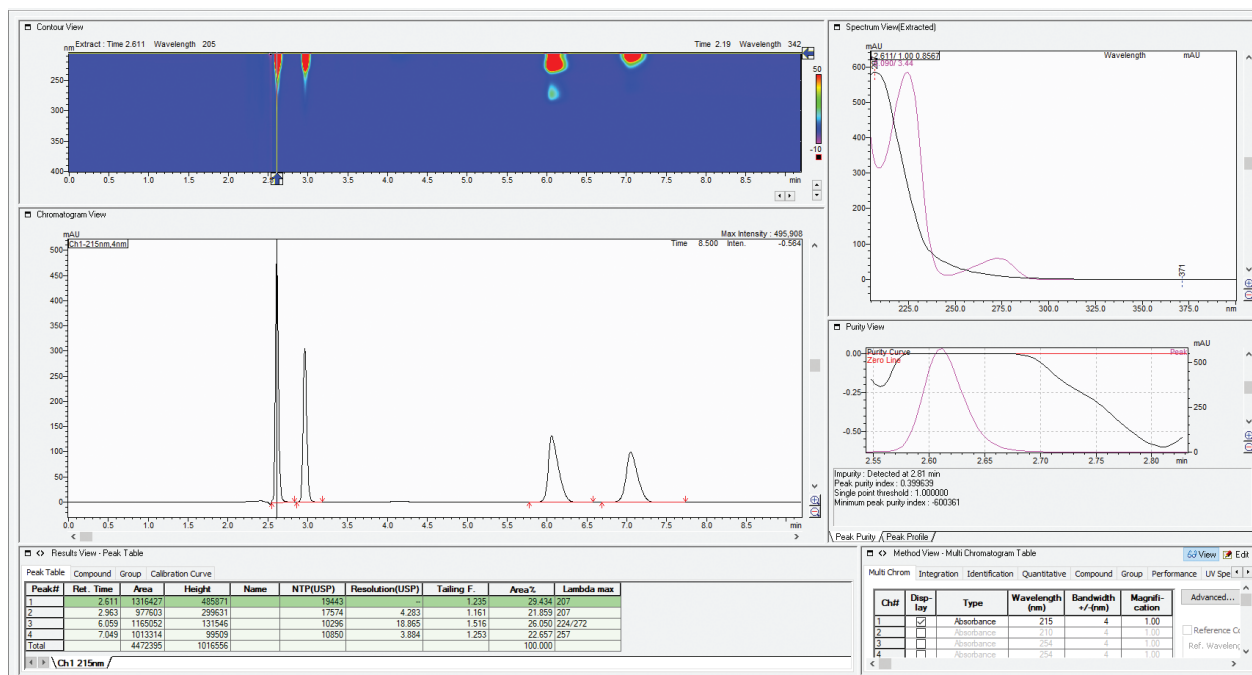 Contour View
nm Extract : Time 2.611 Wavelength 205 Time 2.19 Wavelength 342
50
250
300
350
-10
400
0.0 0.5 1.0 1.5 2.0 2.5 3.0 3.5 4.0 4.5 5.0 5.5 6.0 6.5 7.0 7.5 8.0 8.5 min
Chromatogram View
mAU
Max Intensity : 495,908
Ch1-215nm,4nm Time 8.500 Inten. -0.564
500
450
400
350
300
250
200
150
100
50
0
0.0 0.5 1.0 1.5 2.0 2.5 3.0 3.5 4.0 4.5 5.0 5.5 6.0 6.5 7.0 7.5 8.0 8.5 min
Spectrum View(Extracted)
mAU
2.611/ 1.00 0.8567 Wavelength mAU
.090/ 3.44
600
500
400
300
200
100
0
371
225.0 250.0 275.0 300.0 325.0 350.0 375.0 nm
Purity View
mAU
0.00 Purity Curve Peak
Zero Line
500
-0.25
250
-0.50
0
2.55 2.60 2.65 2.70 2.75 2.80 min
Impurity : Detected at 2.81 min
Peak purity index : 0.399639
Single point threshold : 1.000000
Minimum peak purity index : -600361
Peak Purity Peak Profile
Results View - Peak Table
Peak Table Compound Group Calibration Curve
Peak# Ret. Time Area Height Name NTP(USP) Resolution(USP) Tailing F. Area% Lambda max
1 2.611 1316427 485871 19443 -- 1.235 29.434 207
2 2.963 977603 299631 17574 4.283 1.161 21.859 207
3 6.059 1165052 131546 10296 18.865 1.516 26.050 224/272
4 7.049 1013314 99509 10850 3.884 1.253 22.657 257
Total 4472395 1016556 100.000
Ch1 215nm
Method View - Multi Chromatogram Table View Edit
Multi Chrom Integration Identification Quantitative Compound Group Performance UV Spe
Ch# Disp-lay Type Wavelength (nm) Bandwidth +/-(nm) Magnifi-cation Advanced...
1 Absorbance 215 4 1.00
2 Absorbance 210 4 1.00 Reference Co
3 Absorbance 254 4 1.00 Ref. Waveleng
4 Absorbance 254 4 1.00